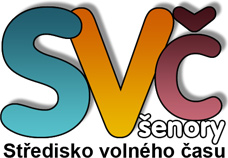 SVČ
šenory
Středisko volného času